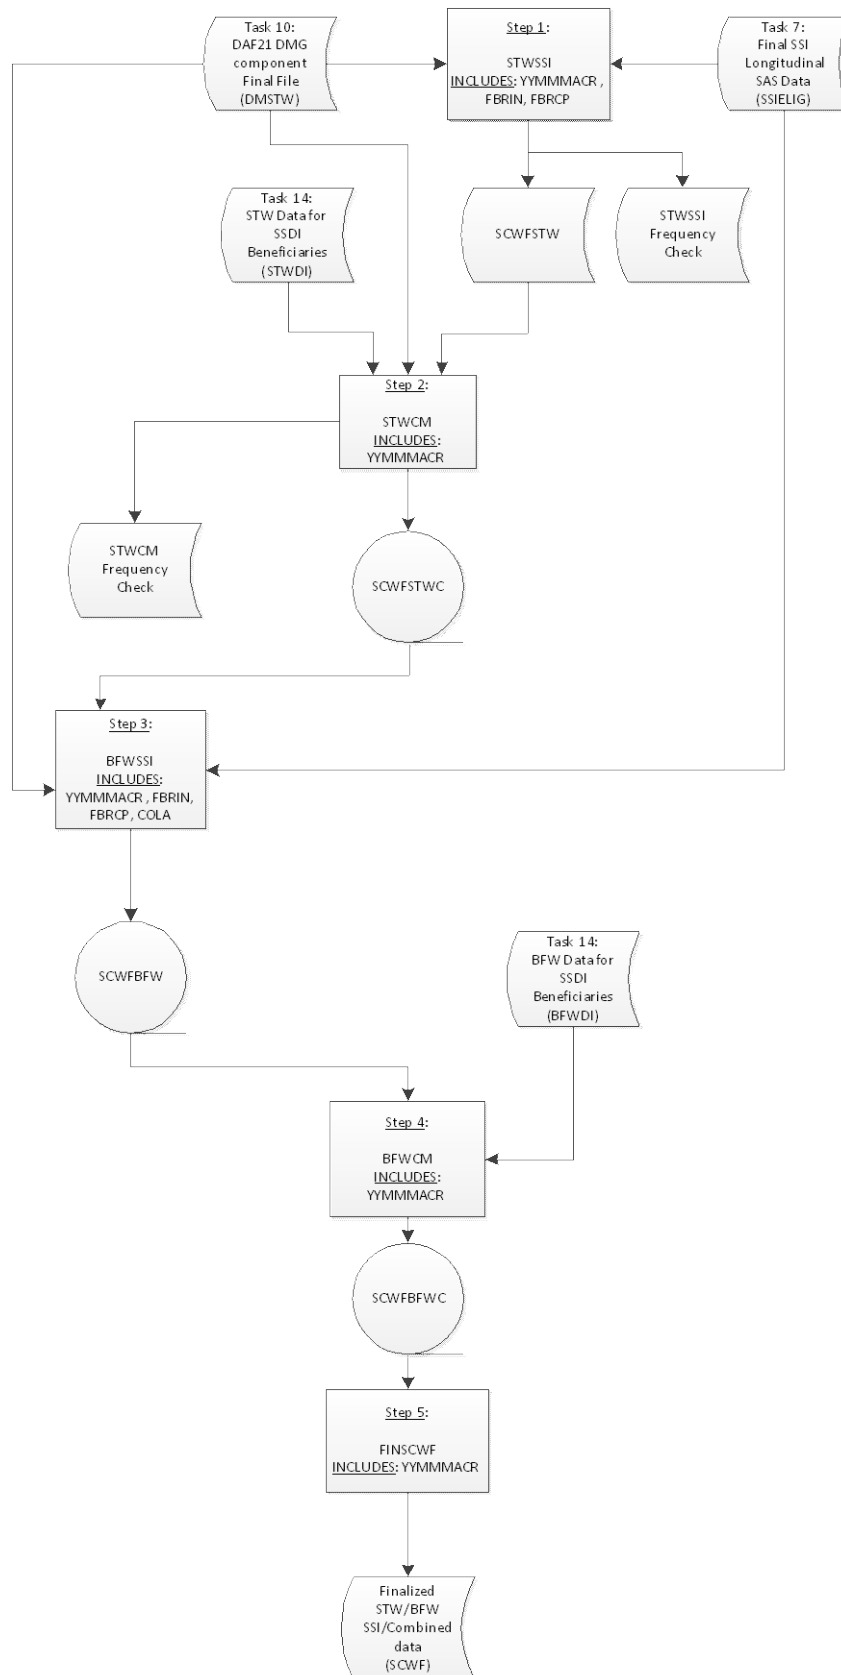 Task 10:
DAF21 DMG
component
Final File
(DMSTW)
Step 1:
STWSSI
INCLUDES: YYMMMACR ,
FBRIN, FBRCP
Task 7:
Final SSI
Longitudinal
SAS Data
(SSIELIG)
Task 14:
STW Data for
SSDI
Beneficiaries
(STWDI)
SCWFSTW
STWSSI
Frequency
Check
Step 2:
STWCM
INCLUDES:
YYMMMACR
STWCM
Frequency
Check
SCWFSTWC
Step 3:
BFWSSI
INCLUDES:
YYMMMACR , FBRIN,
FBRCP, COLA
SCWFBFW
Task 14:
BFW Data for
SSDI
Beneficiaries
(BFWDI)
Step 4:
BFWCM
INCLUDES:
YYMMMACR
SCWFBFWC
Step 5:
FINSCWF
INCLUDES: YYMMMACR
Finalized
STW/BFW
SSI/Combined
data
(SCWF)